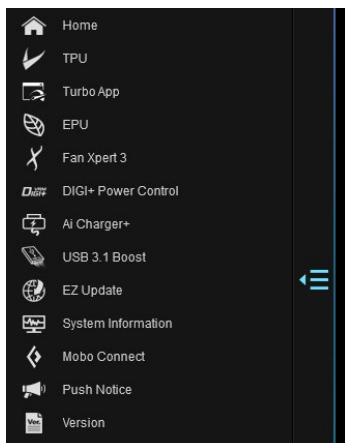 Home
TPU
Turbo App
EPU
Fan Xpert 3
DIGI+ Power Control
Ai Charger+
USB 3.1 Boost
EZ Update
System Information
Mobo Connect
Push Notice
Ver. Version